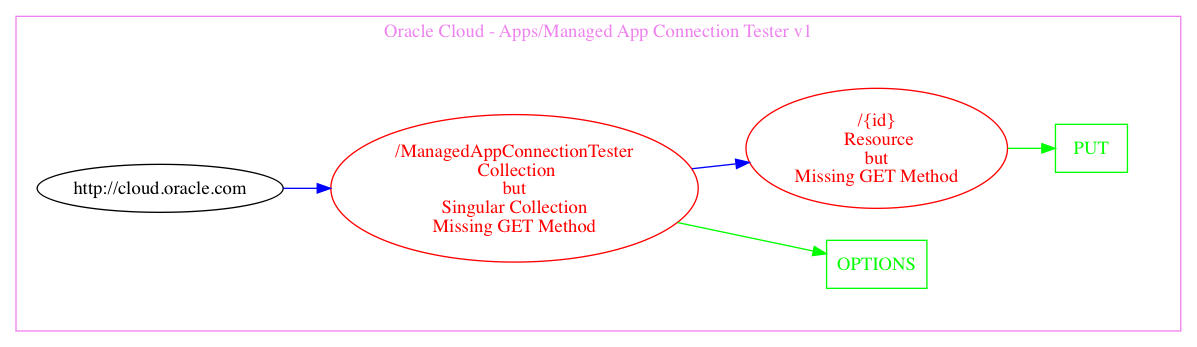 Oracle Cloud - Apps/Managed App Connection Tester v1
http://cloud.oracle.com
/ManagedAppConnectionTester
Collection
but
Singular Collection
Missing GET Method
/{id}
Resource
but
Missing GET Method
PUT
OPTIONS